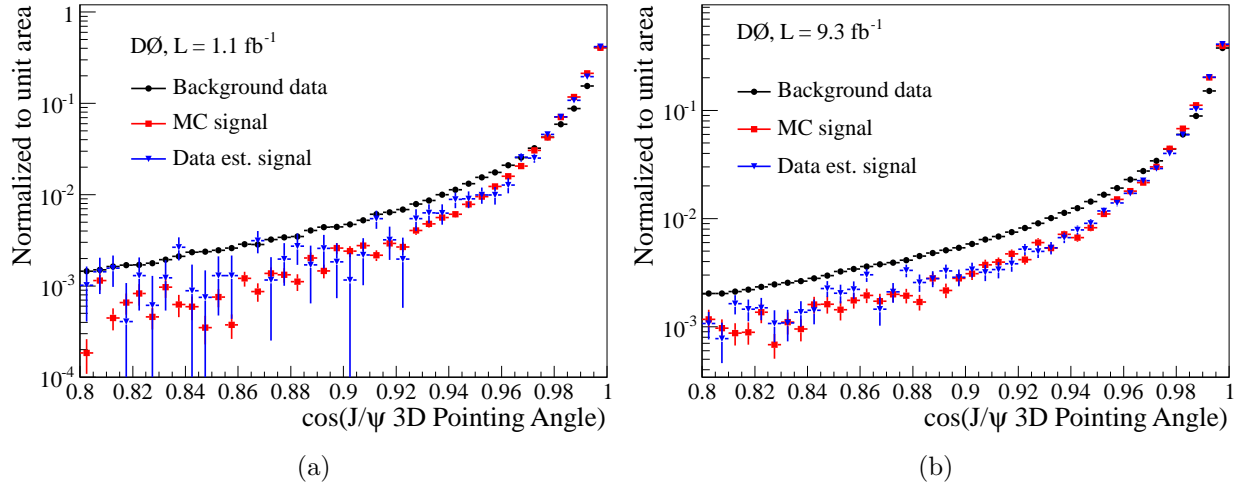 Normalized to unit area
1
10⁻¹
10⁻²
10⁻³
10⁻⁴
DØ, L = 1.1 fb⁻¹
Background data
MC signal
Data est. signal
0.8 0.82 0.84 0.86 0.88 0.9 0.92 0.94 0.96 0.98 1
cos(J/ψ 3D Pointing Angle)
(a)
Normalized to unit area
10⁻¹
10⁻²
10⁻³
DØ, L = 9.3 fb⁻¹
Background data
MC signal
Data est. signal
0.8 0.82 0.84 0.86 0.88 0.9 0.92 0.94 0.96 0.98 1
cos(J/ψ 3D Pointing Angle)
(b)